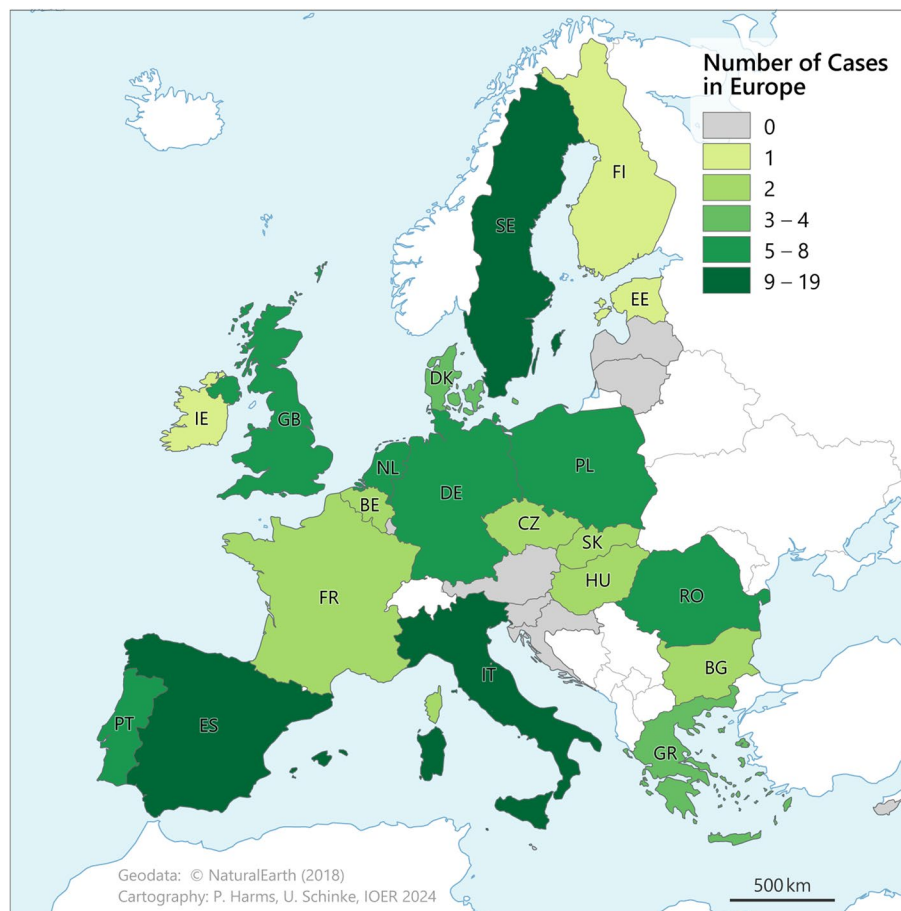 Number of Cases
in Europe
0
1
2
3 – 4
5 – 8
9 – 19
FI
SE
EE
DK
IE
GB
NL
PL
DE
BE
CZ
SK
HU
FR
RO
IT
BG
PT
ES
GR
Geodata: © NaturalEarth (2018)
Cartography: P. Harms, U. Schinke, IOER 2024
500 km